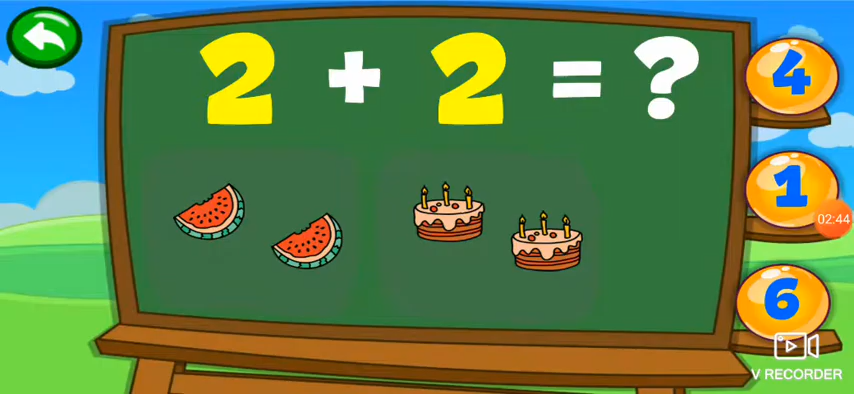 2 + 2 = ?
4
1
02:44
6
V RECORDER